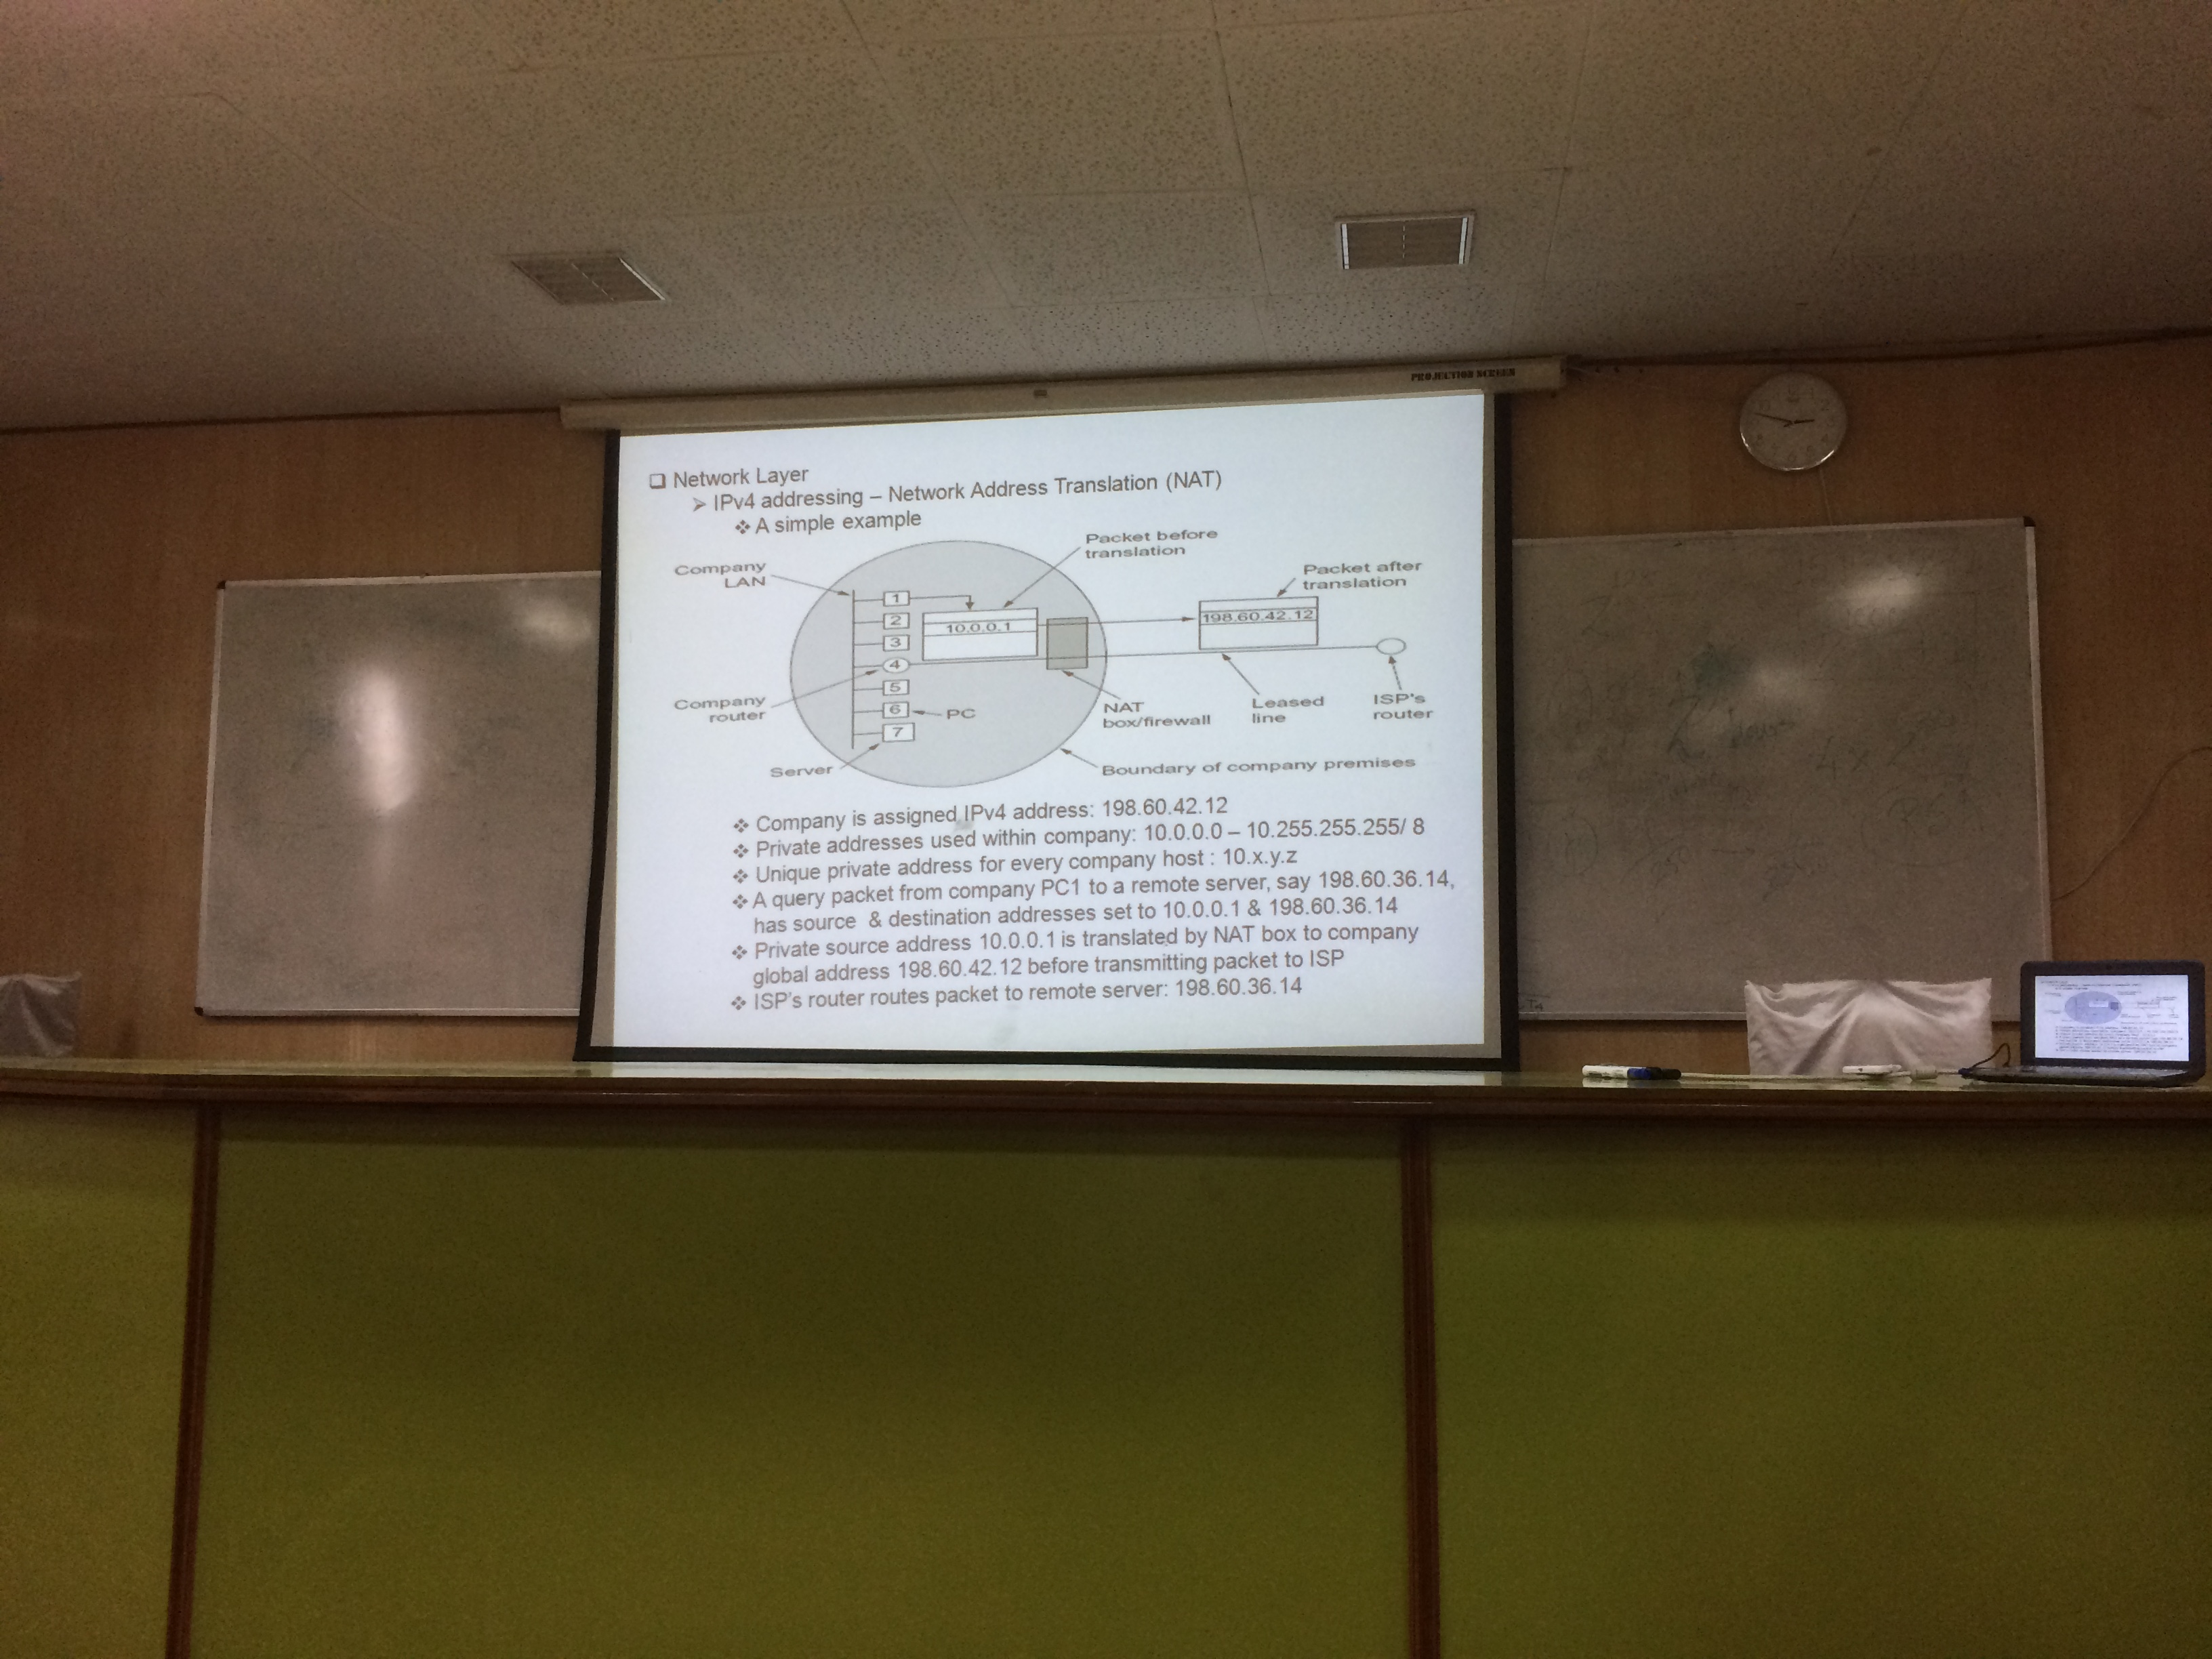 PROJECTION SCREEN
❑ Network Layer
➢ IPv4 addressing – Network Address Translation (NAT)
❖ A simple example
Packet before
translation
Company
LAN
Packet after
translation
1
2
3
4
5
6
7
10.0.0.1
198.60.42.12
Company
router
PC
Server
NAT
box/firewall
Leased
line
ISP's
router
Boundary of company premises
❖ Company is assigned IPv4 address: 198.60.42.12
❖ Private addresses used within company: 10.0.0.0 – 10.255.255.255/ 8
❖ Unique private address for every company host : 10.x.y.z
❖ A query packet from company PC1 to a remote server, say 198.60.36.14,
has source & destination addresses set to 10.0.0.1 & 198.60.36.14
❖ Private source address 10.0.0.1 is translated by NAT box to company
global address 198.60.42.12 before transmitting packet to ISP
❖ ISP's router routes packet to remote server: 198.60.36.14